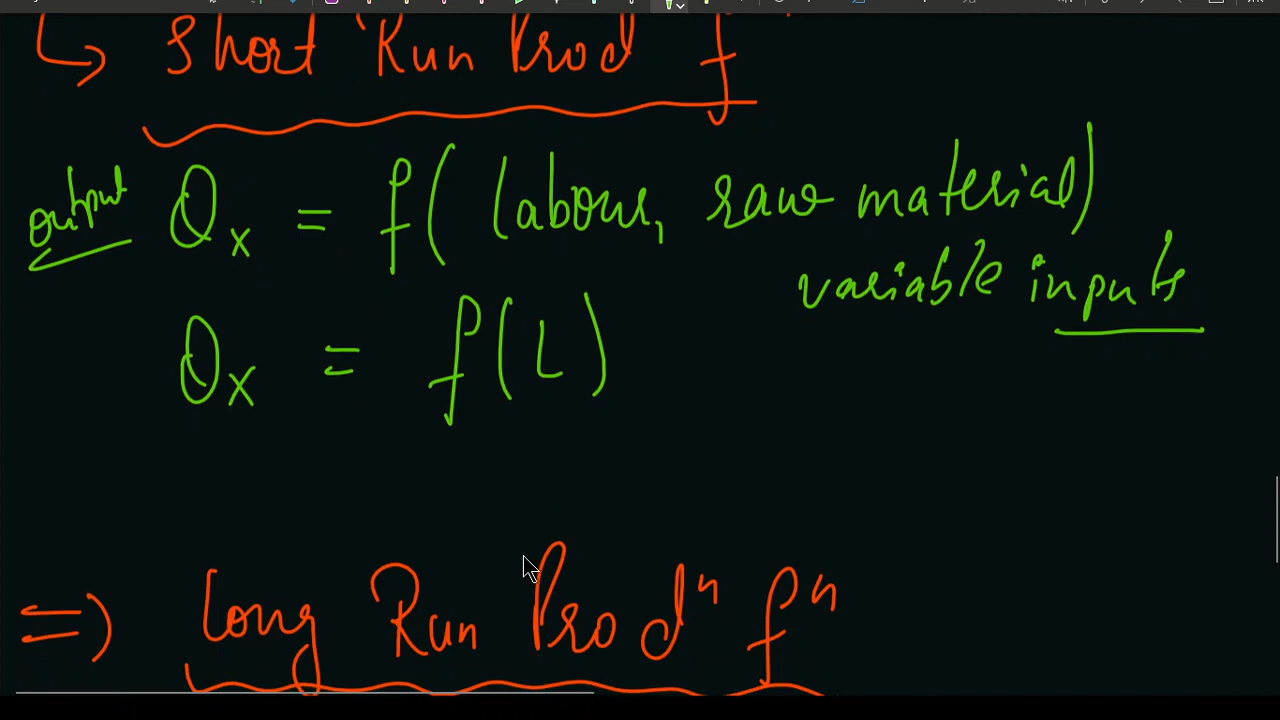 ↳ Short Run Prod f
output Qx = f(labour, raw material)
variable inputs
Qx = f(L)
⇒ Long Run Prodⁿ fⁿ